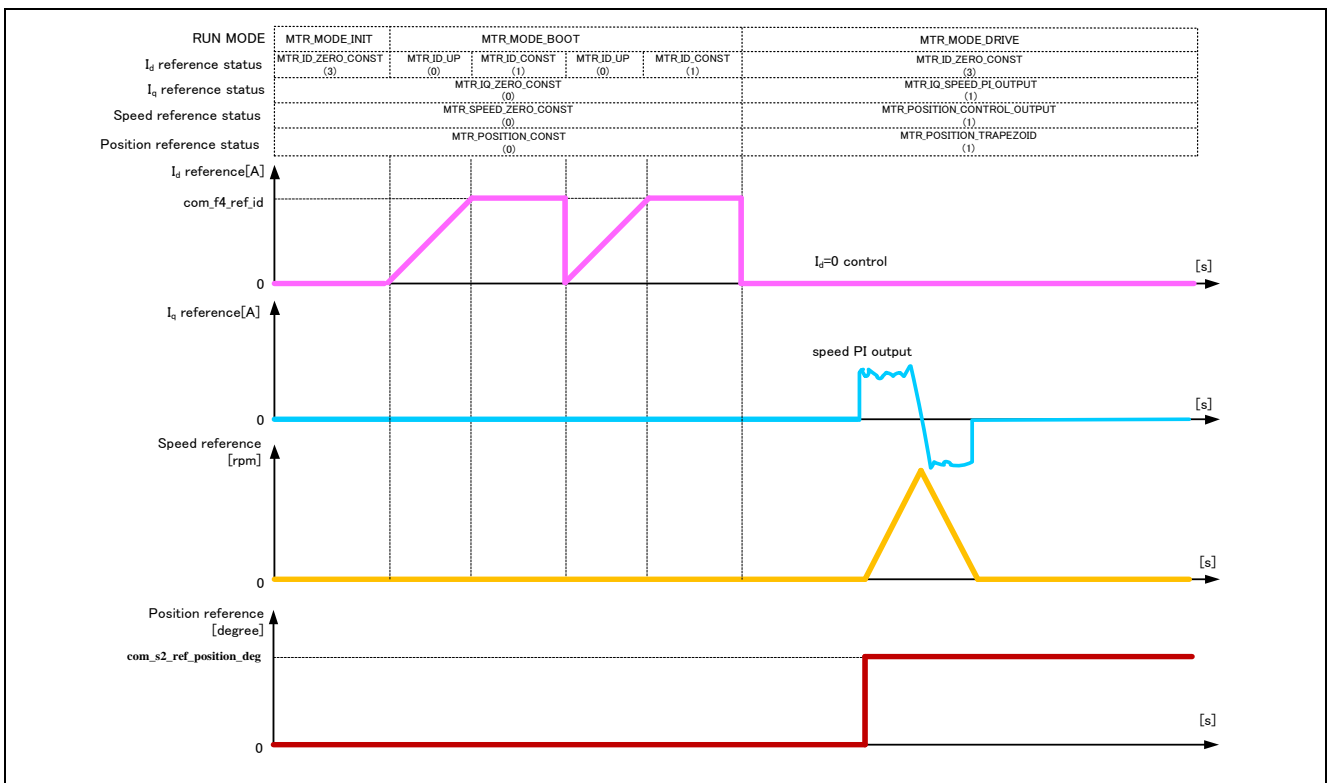 RUN MODE MTR_MODE_INIT MTR_MODE_BOOT MTR_MODE_DRIVE
Id reference status MTR_ID_ZERO_CONST MTR_ID_UP MTR_ID_CONST MTR_ID_UP MTR_ID_CONST MTR_ID_ZERO_CONST
(3) (0) (1) (0) (1) (3)
Iq reference status MTR_IQ_ZERO_CONST MTR_IQ_SPEED_PI_OUTPUT
(0) (1)
Speed reference status MTR_SPEED_ZERO_CONST MTR_POSITION_CONTROL_OUTPUT
(0) (1)
Position reference status MTR_POSITION_CONST MTR_POSITION_TRAPEZOID
(0) (1)
Id reference[A]
com_f4_ref_id
Id=0 control
[s]
0
Iq reference[A]
speed PI output
[s]
0
Speed reference
[rpm]
[s]
0
Position reference
[degree]
com_s2_ref_position_deg
[s]
0